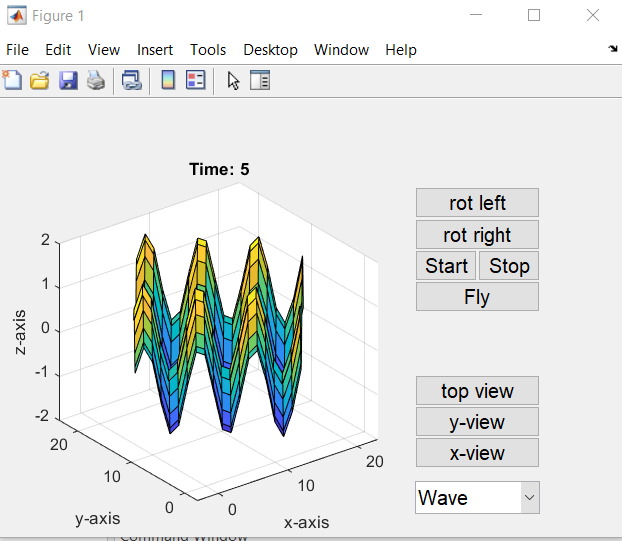 Figure 1
File Edit View Insert Tools Desktop Window Help
Time: 5
2
1
0
-1
-2
z-axis
20
10
0
y-axis
0
10
20
x-axis
rot left
rot right
Start Stop
Fly
top view
y-view
x-view
Wave
Command Window